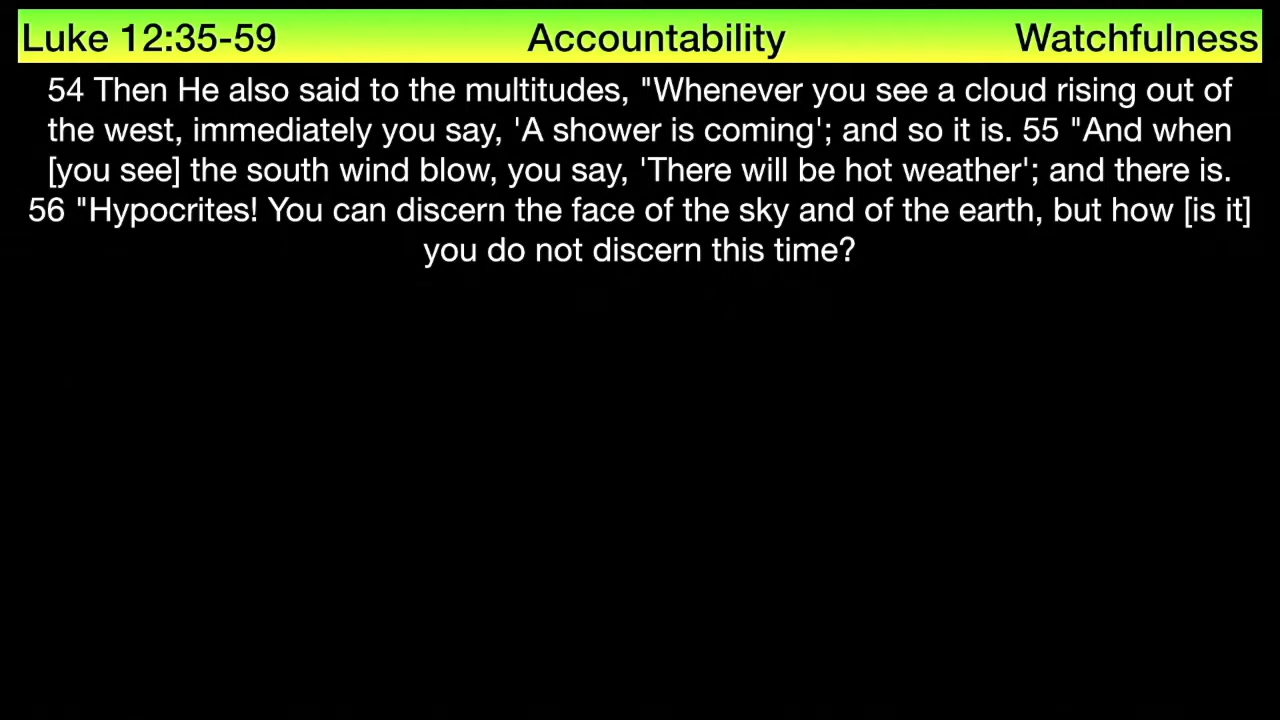 Luke 12:35-59 Accountability Watchfulness
54 Then He also said to the multitudes, "Whenever you see a cloud rising out of
the west, immediately you say, 'A shower is coming'; and so it is. 55 "And when
[you see] the south wind blow, you say, 'There will be hot weather'; and there is.
56 "Hypocrites! You can discern the face of the sky and of the earth, but how [is it]
you do not discern this time?